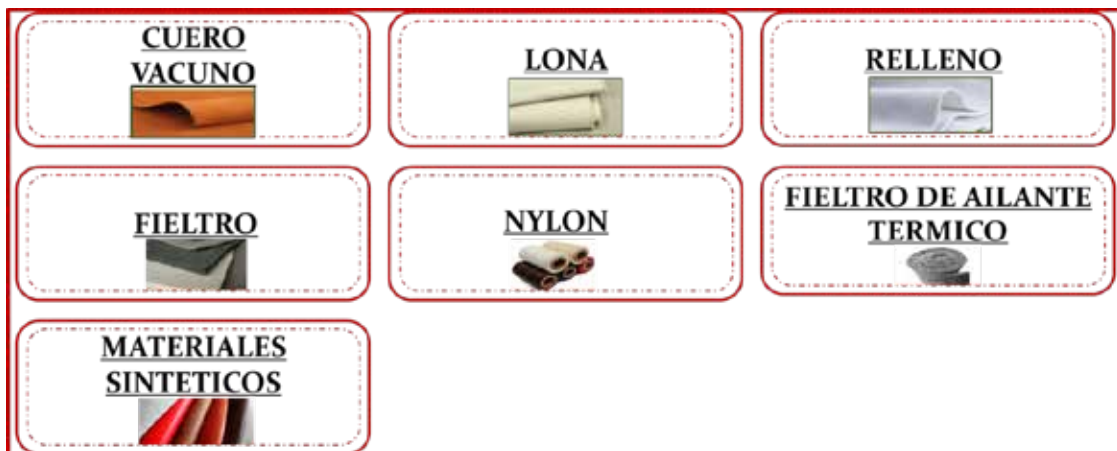 CUERO
VACUNO
LONA
RELLENO
FIELTRO
NYLON
FIELTRO DE AILANTE
TERMICO
MATERIALES
SINTETICOS